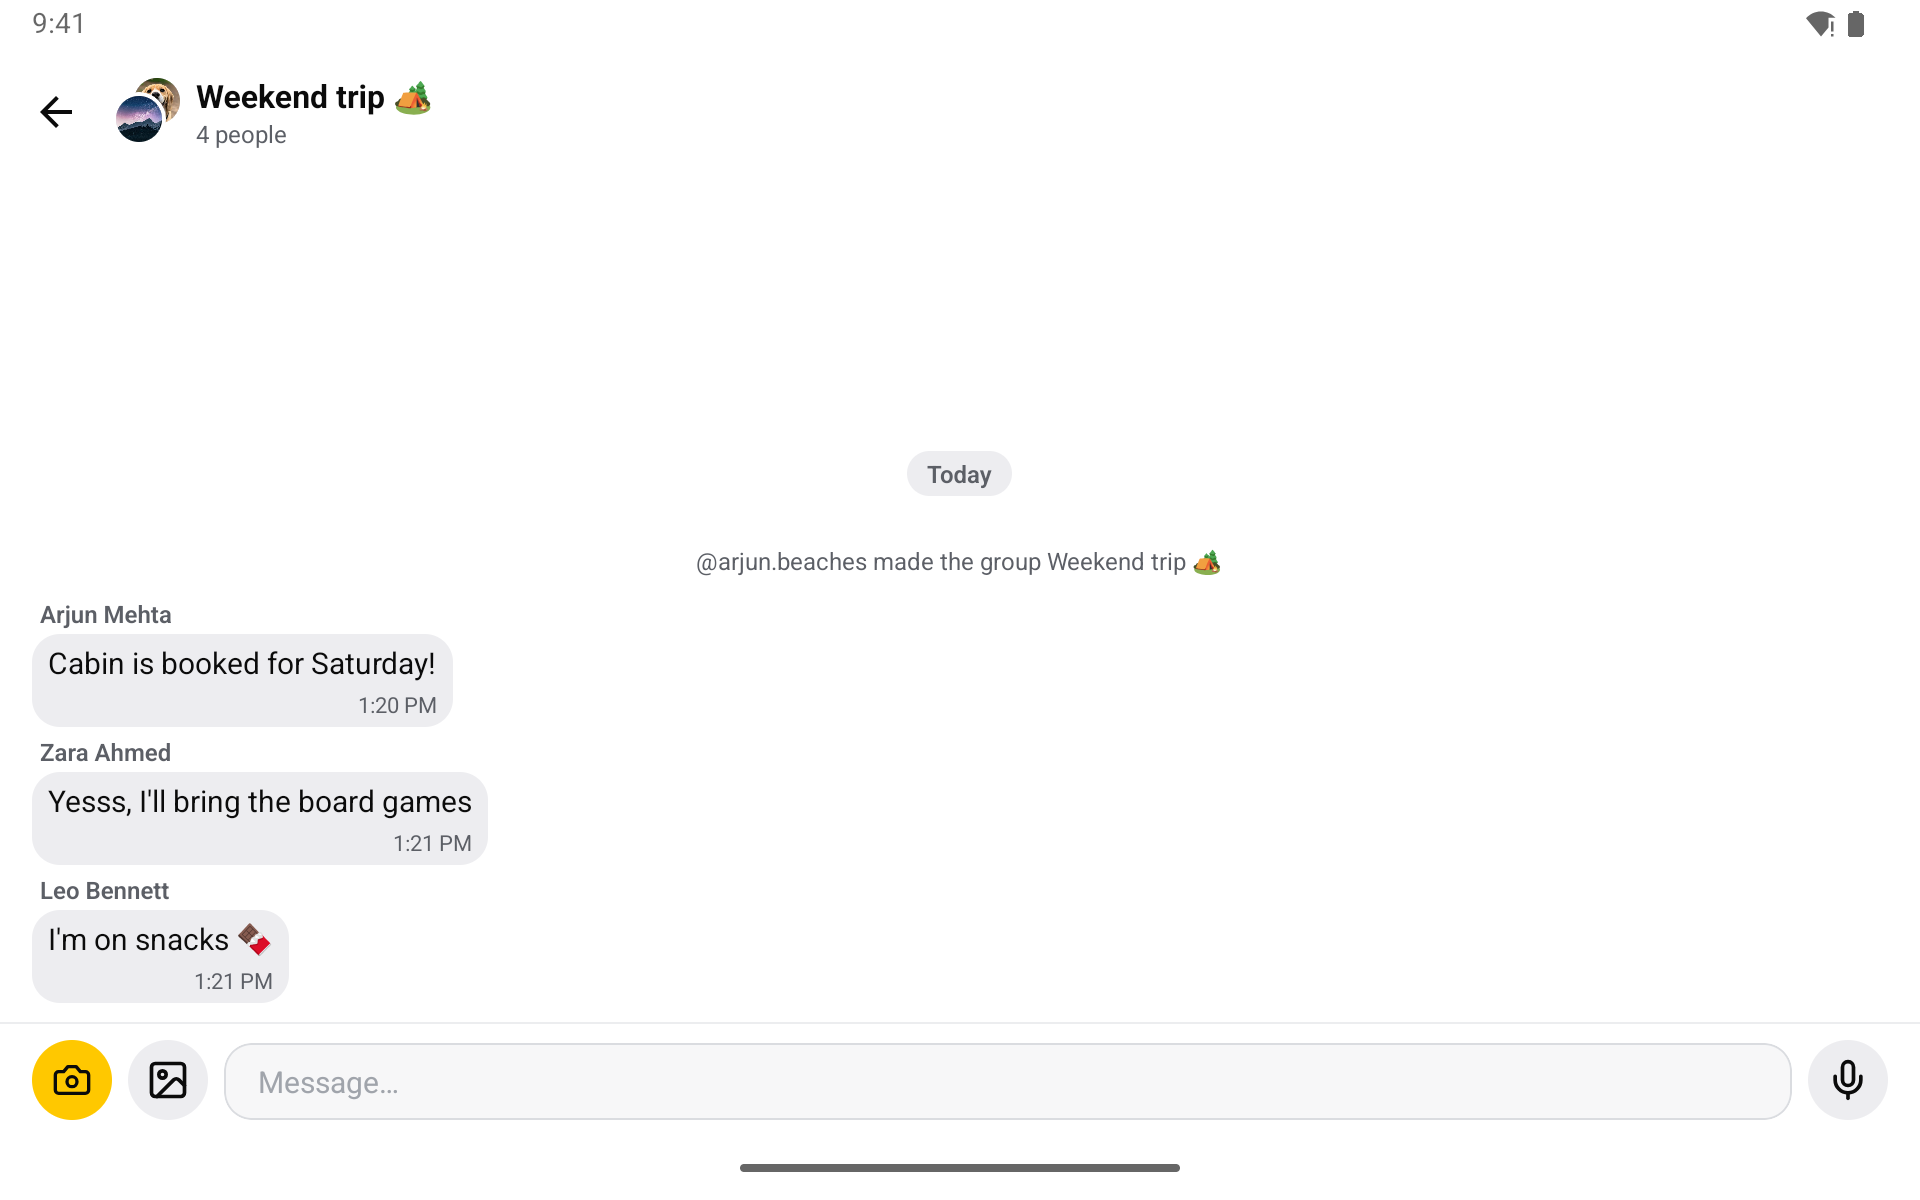 9:41
Weekend trip 🏕️
4 people
Today
@arjun.beaches made the group Weekend trip 🏕️
Arjun Mehta
Cabin is booked for Saturday!
1:20 PM
Zara Ahmed
Yesss, I'll bring the board games
1:21 PM
Leo Bennett
I'm on snacks 🍫
1:21 PM
Message…